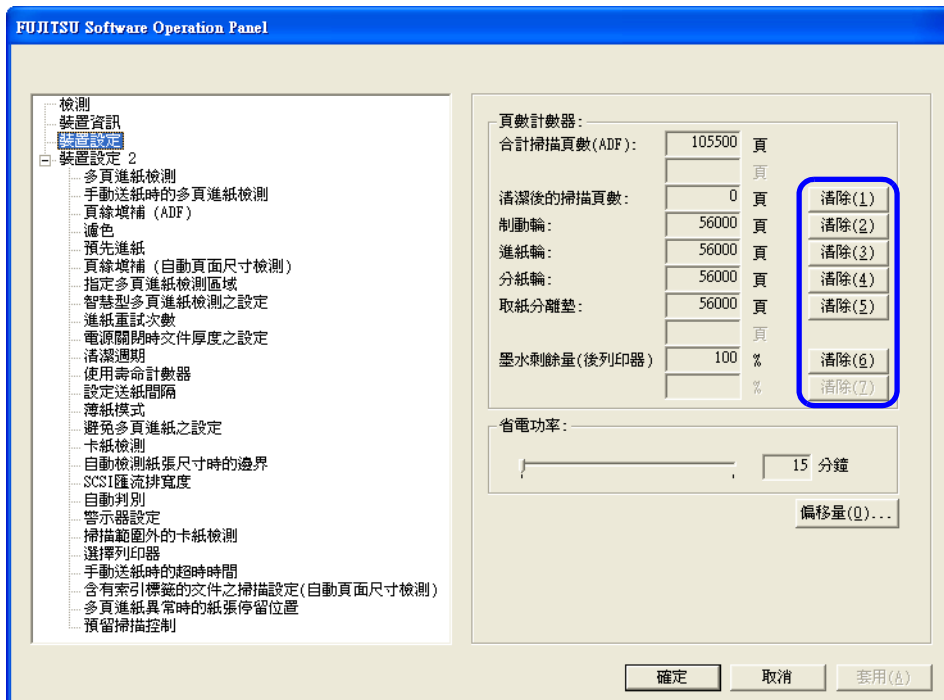 FUJITSU Software Operation Panel
檢測
裝置資訊
裝置設定
裝置設定 2
多頁進紙檢測
手動送紙時的多頁進紙檢測
頁緣填補 (ADF)
濾色
預先進紙
頁緣填補 (自動頁面尺寸檢測)
指定多頁進紙檢測區域
智慧型多頁進紙檢測之設定
進紙重試次數
電源關閉時文件厚度之設定
清潔週期
使用壽命計數器
設定送紙間隔
薄紙模式
避免多頁進紙之設定
卡紙檢測
自動檢測紙張尺寸時的邊界
SCSI匯流排寬度
自動判別
警示器設定
掃描範圍外的卡紙檢測
選擇列印器
手動送紙時的超時時間
含有索引標籤的文件之掃描設定(自動頁面尺寸檢測)
多頁進紙異常時的紙張停留位置
預留掃描控制
頁數計數器:
合計掃描頁數(ADF): 105500 頁
頁
清潔後的掃描頁數: 0 頁 清除(1)
制動輪: 56000 頁 清除(2)
進紙輪: 56000 頁 清除(3)
分紙輪: 56000 頁 清除(4)
取紙分離墊: 56000 頁 清除(5)
頁
墨水剩餘量(後列印器) 100 % 清除(6)
% 清除(7)
省電功率:
15 分鐘
偏移量(O)...
確定 取消 套用(A)